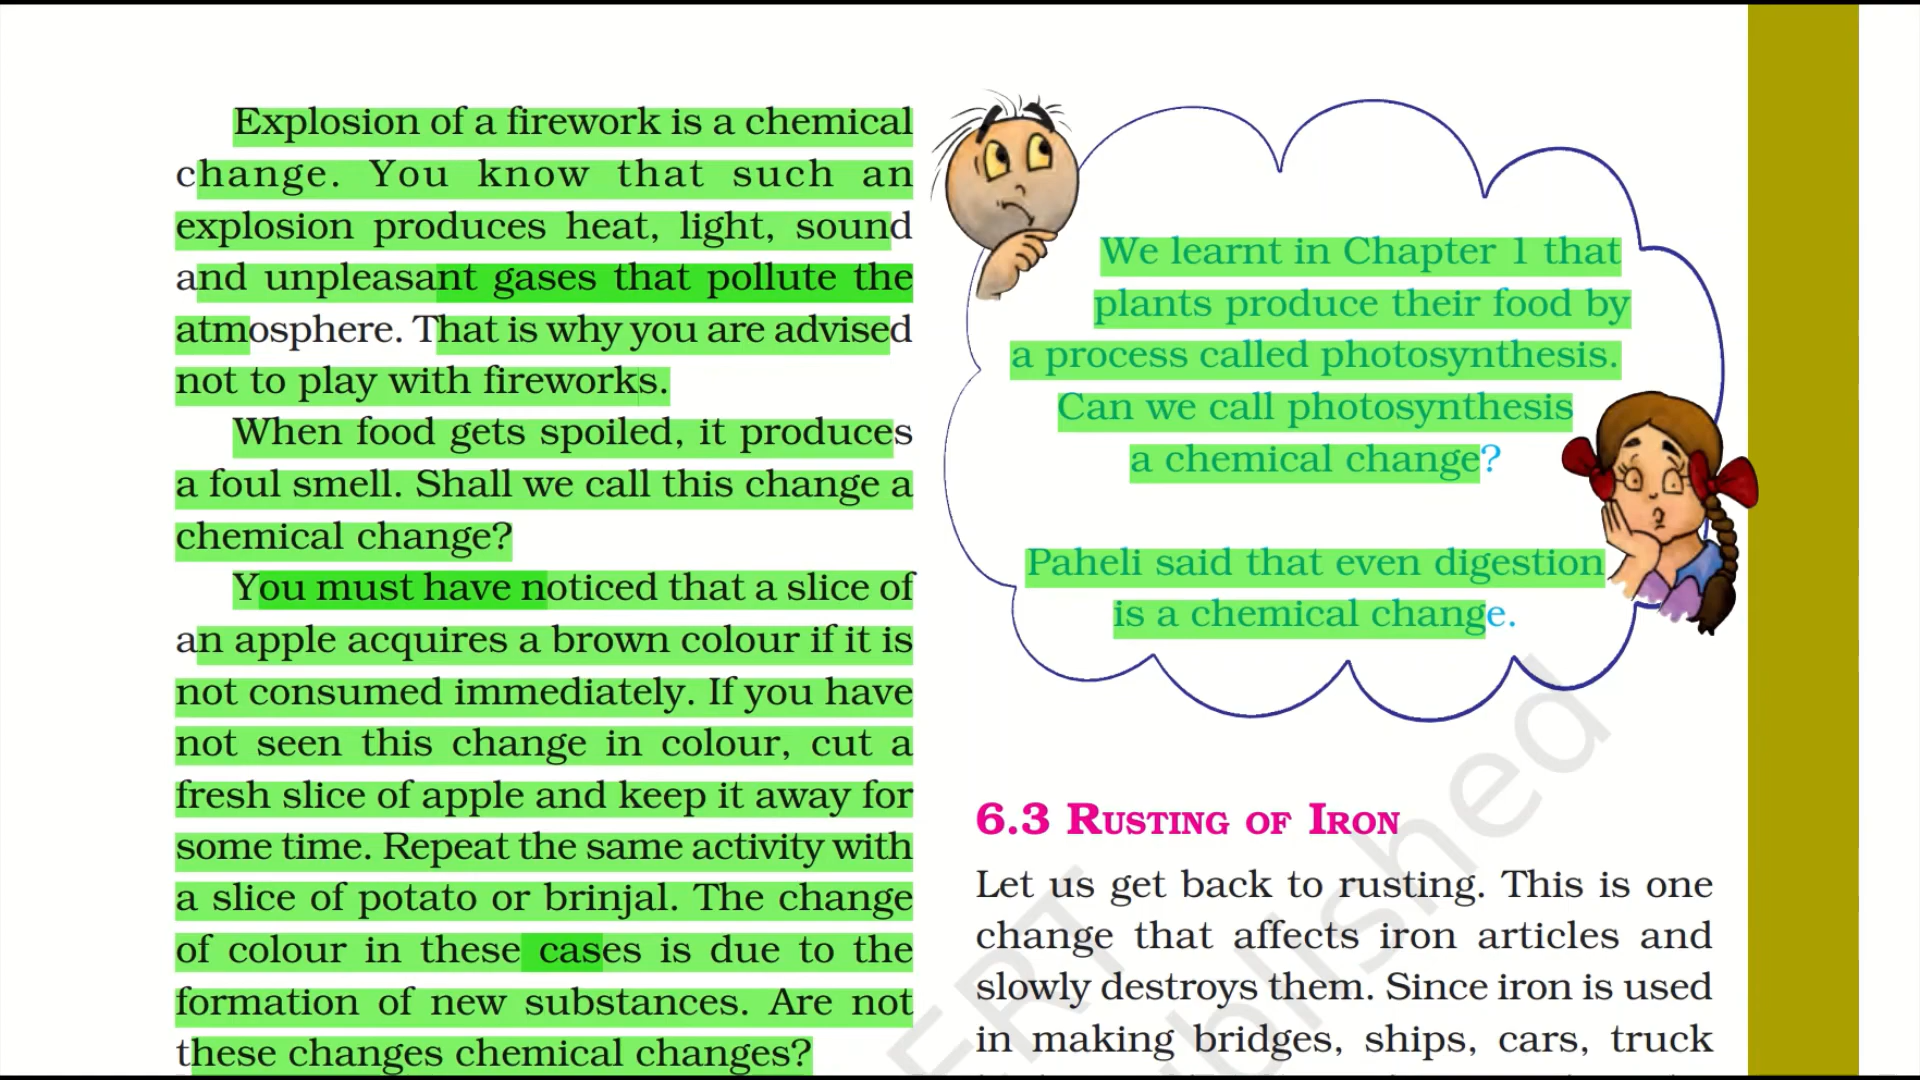 Explosion of a firework is a chemical
change. You know that such an
explosion produces heat, light, sound
and unpleasant gases that pollute the
atmosphere. That is why you are advised
not to play with fireworks.
When food gets spoiled, it produces
a foul smell. Shall we call this change a
chemical change?
You must have noticed that a slice of
an apple acquires a brown colour if it is
not consumed immediately. If you have
not seen this change in colour, cut a
fresh slice of apple and keep it away for
some time. Repeat the same activity with
a slice of potato or brinjal. The change
of colour in these cases is due to the
formation of new substances. Are not
these changes chemical changes?
We learnt in Chapter 1 that
plants produce their food by
a process called photosynthesis.
Can we call photosynthesis
a chemical change?
Paheli said that even digestion
is a chemical change.
6.3 RUSTING OF IRON
Let us get back to rusting. This is one
change that affects iron articles and
slowly destroys them. Since iron is used
in making bridges, ships, cars, truck